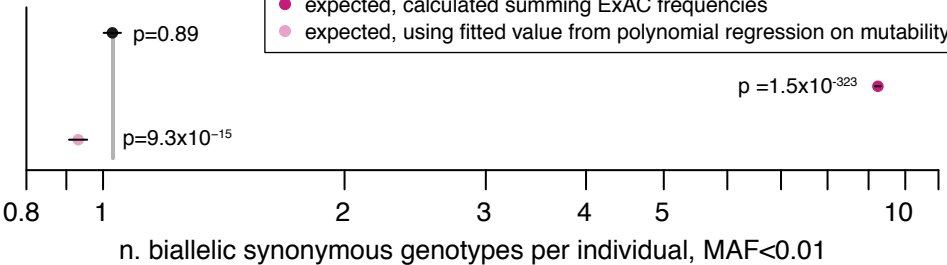 expected, calculated summing ExAC frequencies
expected, using fitted value from polynomial regression on mutability
p=0.89
p =1.5x10-323
p=9.3x10−15
0.8 1 2 3 4 5 10
n. biallelic synonymous genotypes per individual, MAF<0.01